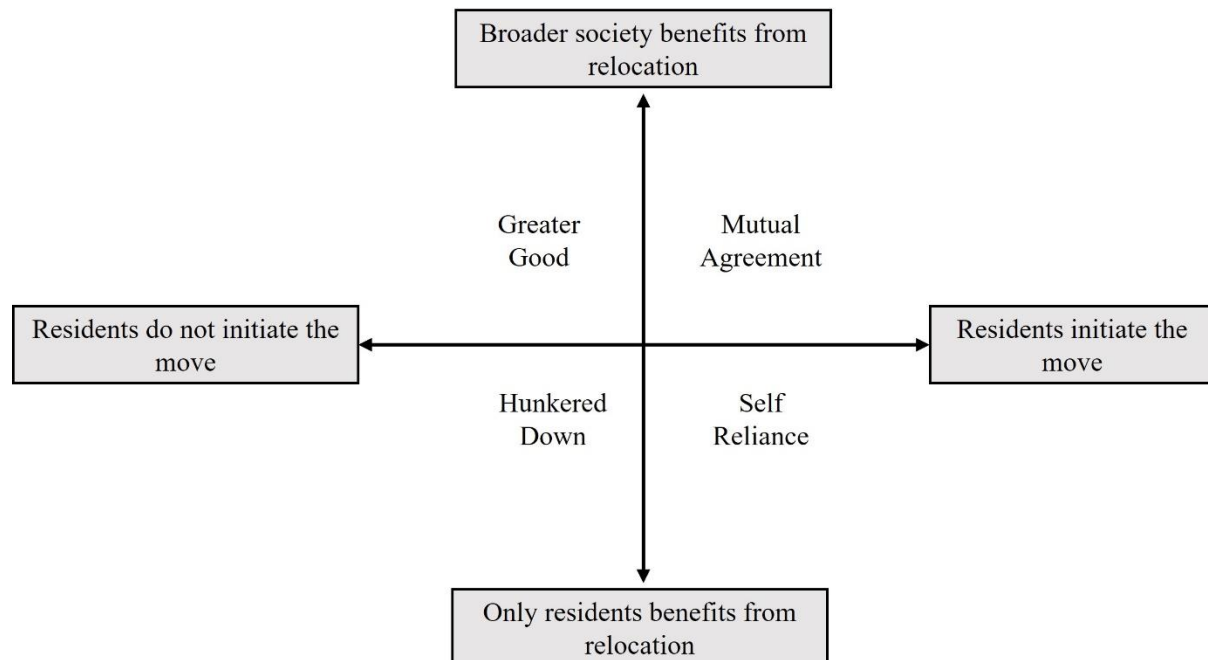 Broader society benefits from
relocation
Greater
Good
Mutual
Agreement
Residents do not initiate the
move
Residents initiate the
move
Hunkered
Down
Self
Reliance
Only residents benefits from
relocation